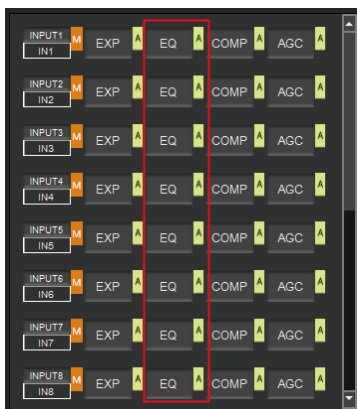 INPUT1 M EXP A EQ A COMP A AGC A
IN1
INPUT2 M EXP A EQ A COMP A AGC A
IN2
INPUT3 M EXP A EQ A COMP A AGC A
IN3
INPUT4 M EXP A EQ A COMP A AGC A
IN4
INPUT5 M EXP A EQ A COMP A AGC A
IN5
INPUT6 M EXP A EQ A COMP A AGC A
IN6
INPUT7 M EXP A EQ A COMP A AGC A
IN7
INPUT8 M EXP A EQ A COMP A AGC A
IN8